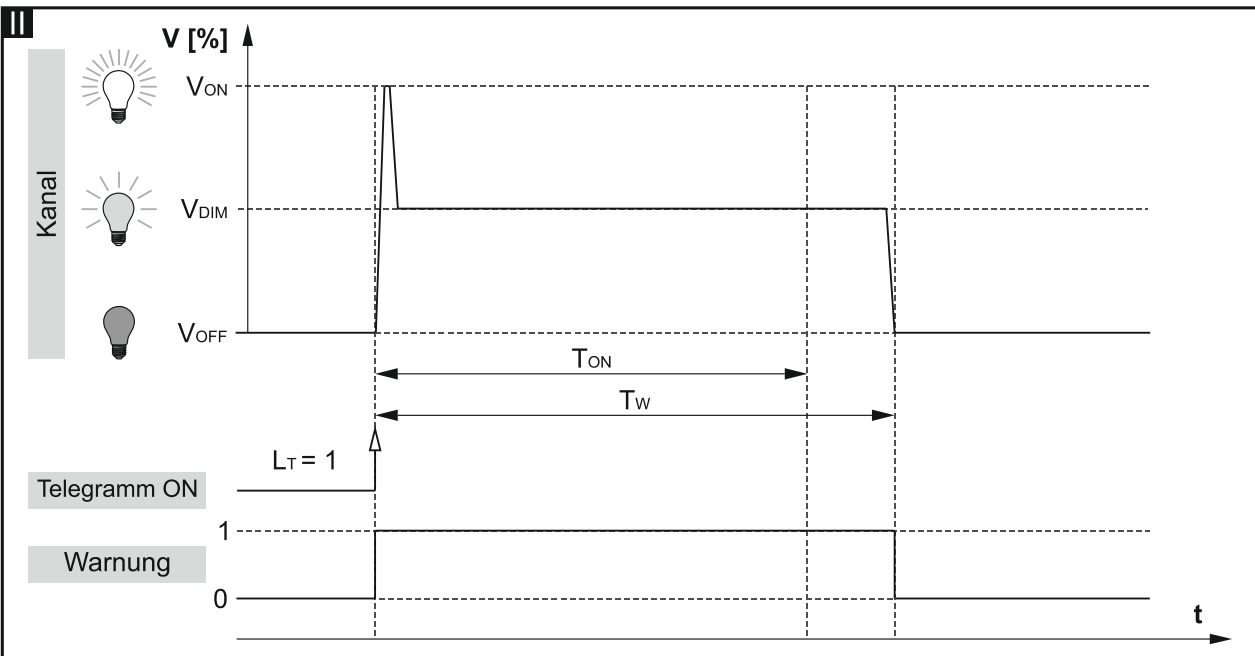 II
V [%]
VON
Kanal
VDIM
VOFF
TON
TW
LT = 1
Telegramm ON
1
Warnung
0
t